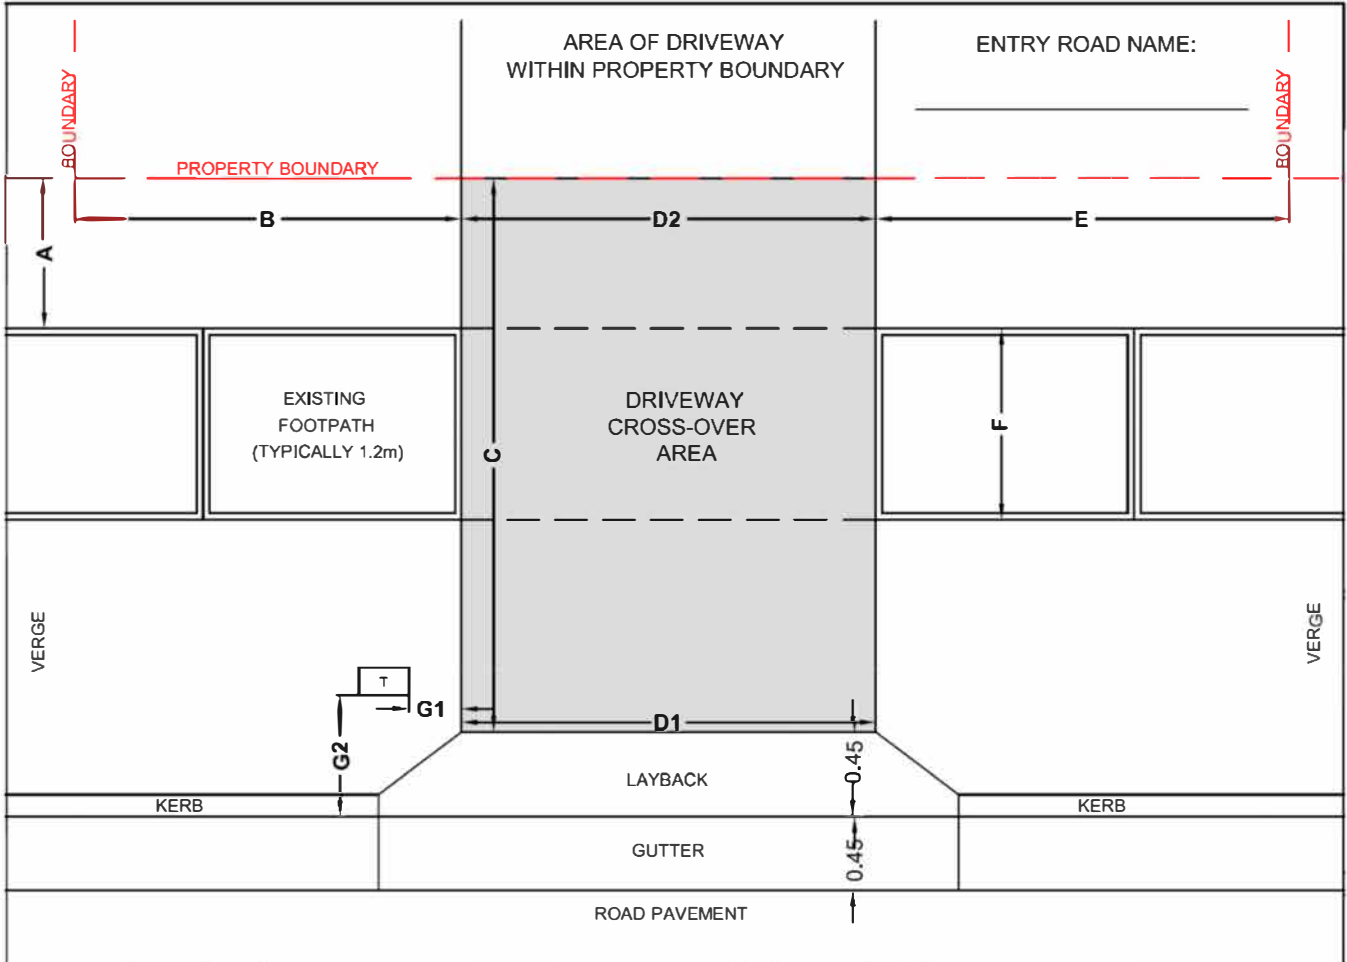 AREA OF DRIVEWAY
WITHIN PROPERTY BOUNDARY
ENTRY ROAD NAME:
BOUNDARY
BOUNDARY
PROPERTY BOUNDARY
B
D2
E
A
EXISTING
FOOTPATH
(TYPICALLY 1.2m)
DRIVEWAY
CROSS-OVER
AREA
F
C
VERGE
VERGE
T
G1
D1
G2
0.45
LAYBACK
KERB
KERB
GUTTER
0.45
ROAD PAVEMENT